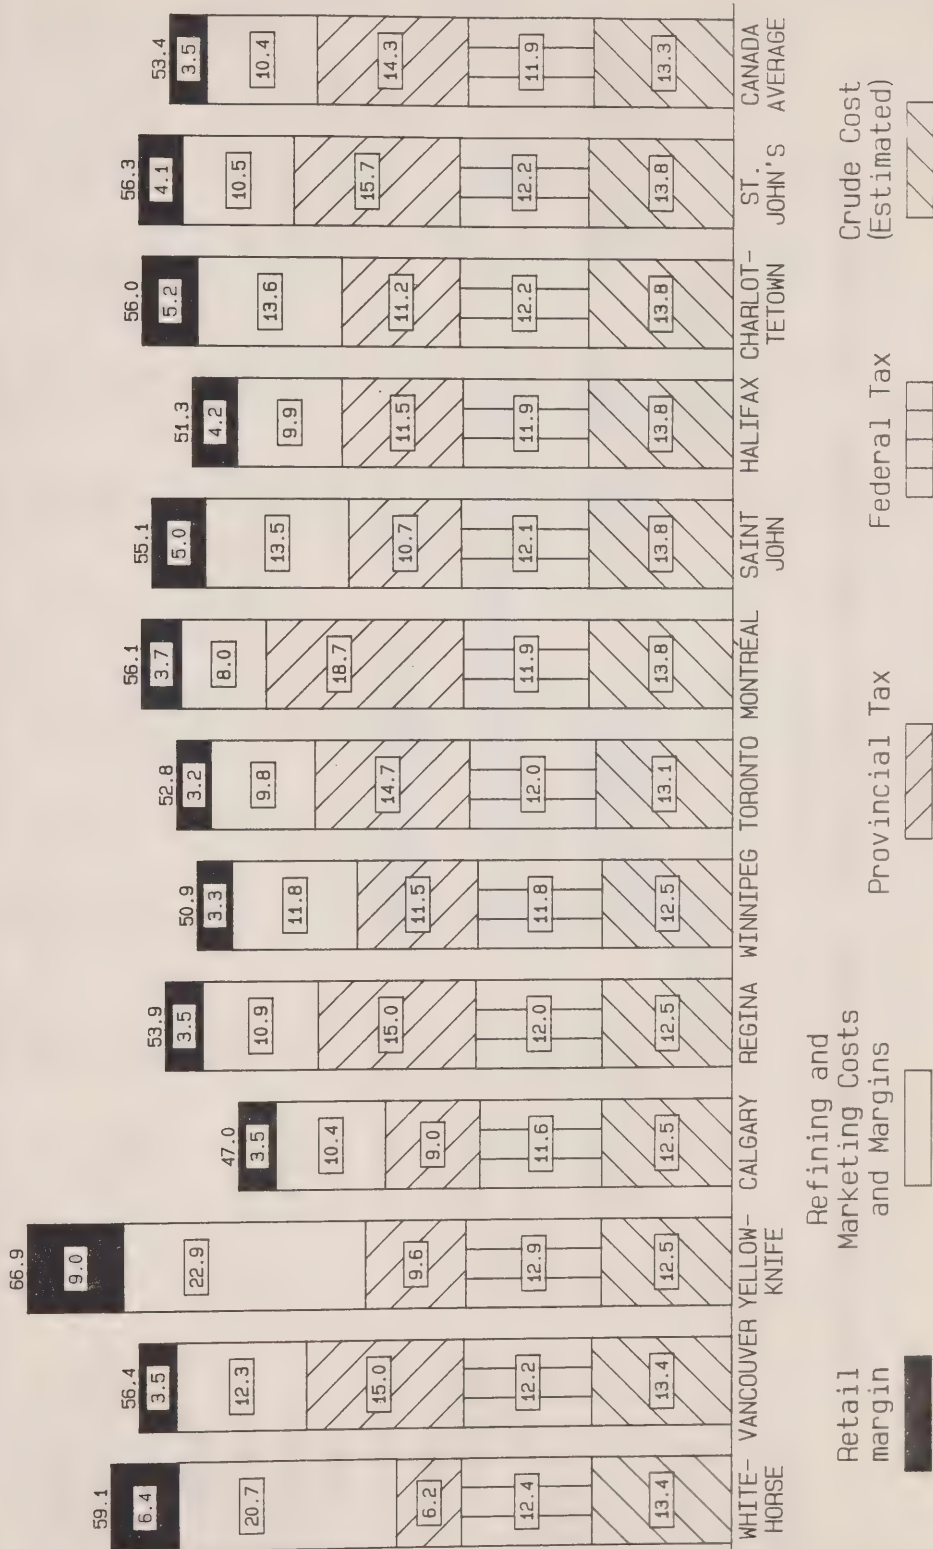 59.1
6.4
20.7
6.2
12.4
13.4
WHITE-
HORSE
56.4
3.5
12.3
15.0
12.2
13.4
VANCOUVER
66.9
9.0
22.9
9.6
12.9
12.5
YELLOW-
KNIFE
47.0
3.5
10.4
9.0
11.6
12.5
CALGARY
53.9
3.5
10.9
15.0
12.0
12.5
REGINA
50.9
3.3
11.8
11.5
11.8
12.5
WINNIPEG
52.8
3.2
9.8
14.7
12.0
13.1
TORONTO
56.1
3.7
8.0
18.7
11.9
13.8
MONTRÉAL
55.1
5.0
13.5
10.7
12.1
13.8
SAINT
JOHN
51.3
4.2
9.9
11.5
11.9
13.8
HALIFAX
56.0
5.2
13.6
11.2
12.2
13.8
CHARLOT-
TETOWN
56.3
4.1
10.5
15.7
12.2
13.8
ST.
JOHN'S
53.4
3.5
10.4
14.3
11.9
13.3
CANADA
AVERAGE
Retail
margin
Refining and
Marketing Costs
and Margins
Provincial Tax
Federal Tax
Crude Cost
(Estimated)